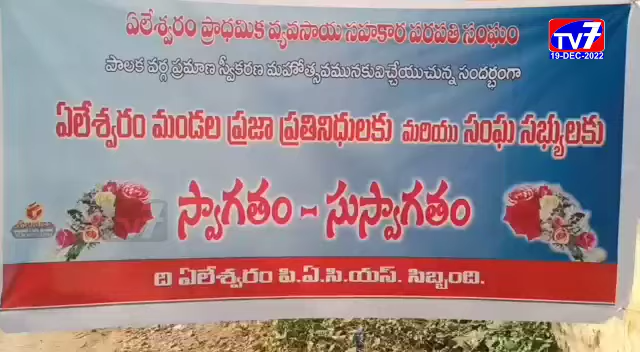 ఏలేశ్వరం ప్రాథమిక వ్యవసాయ సహకార పరపతి సంఘం
పాలక వర్గ ప్రమాణ స్వీకరణ మహోత్సవమునకువిచ్చేయుచున్న సందర్భంగా
ఏలేశ్వరం మండల ప్రజా ప్రతినిధులకు మరియు సంఘ సభ్యులకు
స్వాగతం - సుస్వాగతం
ది ఏలేశ్వరం పి.ఏ.సి.యస్. సిబ్బంది.
TV7
19-DEC-2022
TV7